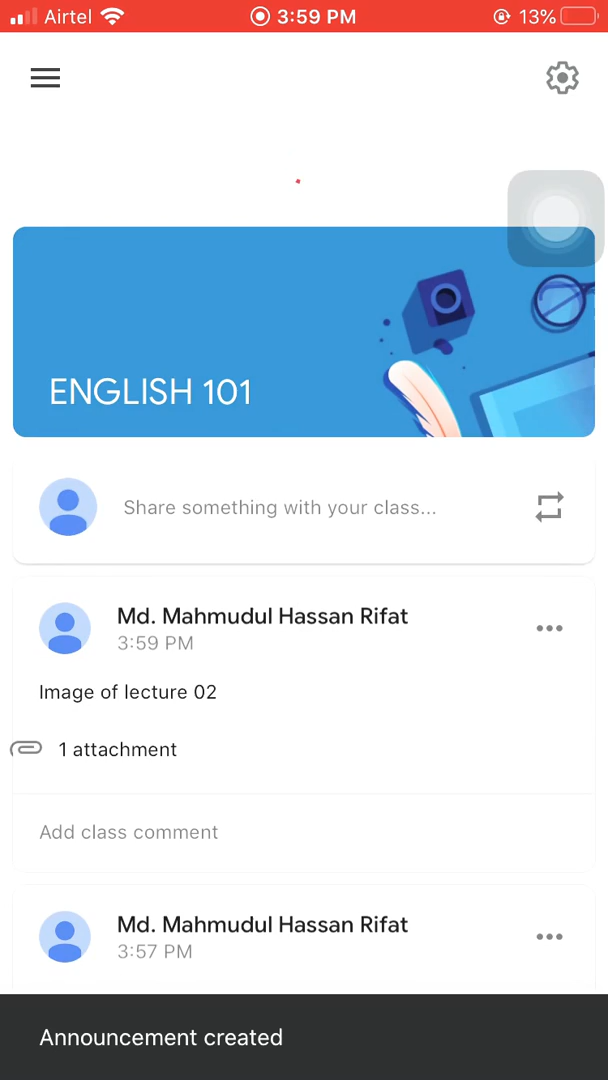 Airtel 3:59 PM 13%
ENGLISH 101
Share something with your class...
Md. Mahmudul Hassan Rifat
3:59 PM
Image of lecture 02
1 attachment
Add class comment
Md. Mahmudul Hassan Rifat
3:57 PM
Announcement created